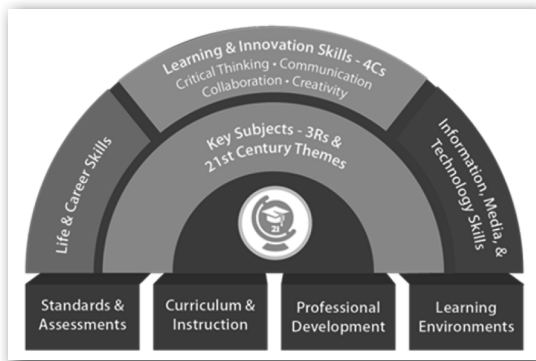 Learning & Innovation Skills - 4Cs
Critical Thinking • Communication
Collaboration • Creativity
Life & Career Skills
Key Subjects - 3Rs &
21st Century Themes
Information, Media, &
Technology Skills
21
Standards &
Assessments
Curriculum &
Instruction
Professional
Development
Learning
Environments